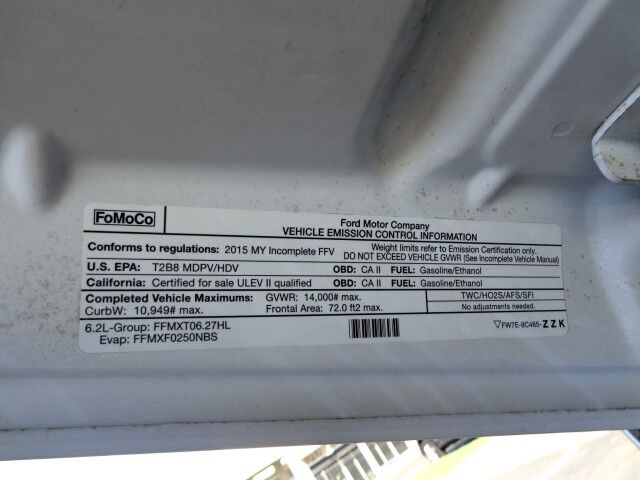 FoMoCo
Ford Motor Company
VEHICLE EMISSION CONTROL INFORMATION
Conforms to regulations: 2015 MY Incomplete FFV
Weight limits refer to Emission Certification only.
DO NOT EXCEED VEHICLE GVWR (See Incomplete Vehicle Manual)
U.S. EPA: T2B8 MDPV/HDV OBD: CA II FUEL: Gasoline/Ethanol
California: Certified for sale ULEV II qualified OBD: CA II FUEL: Gasoline/Ethanol
Completed Vehicle Maximums: GVWR: 14,000# max.
CurbW: 10,949# max. Frontal Area: 72.0 ft2 max.
TWC/HO2S/AFS/SFI
No adjustments needed.
6.2L-Group: FFMXT06.27HL
Evap: FFMXF0250NBS
▽FW7E-9C485-ZZK